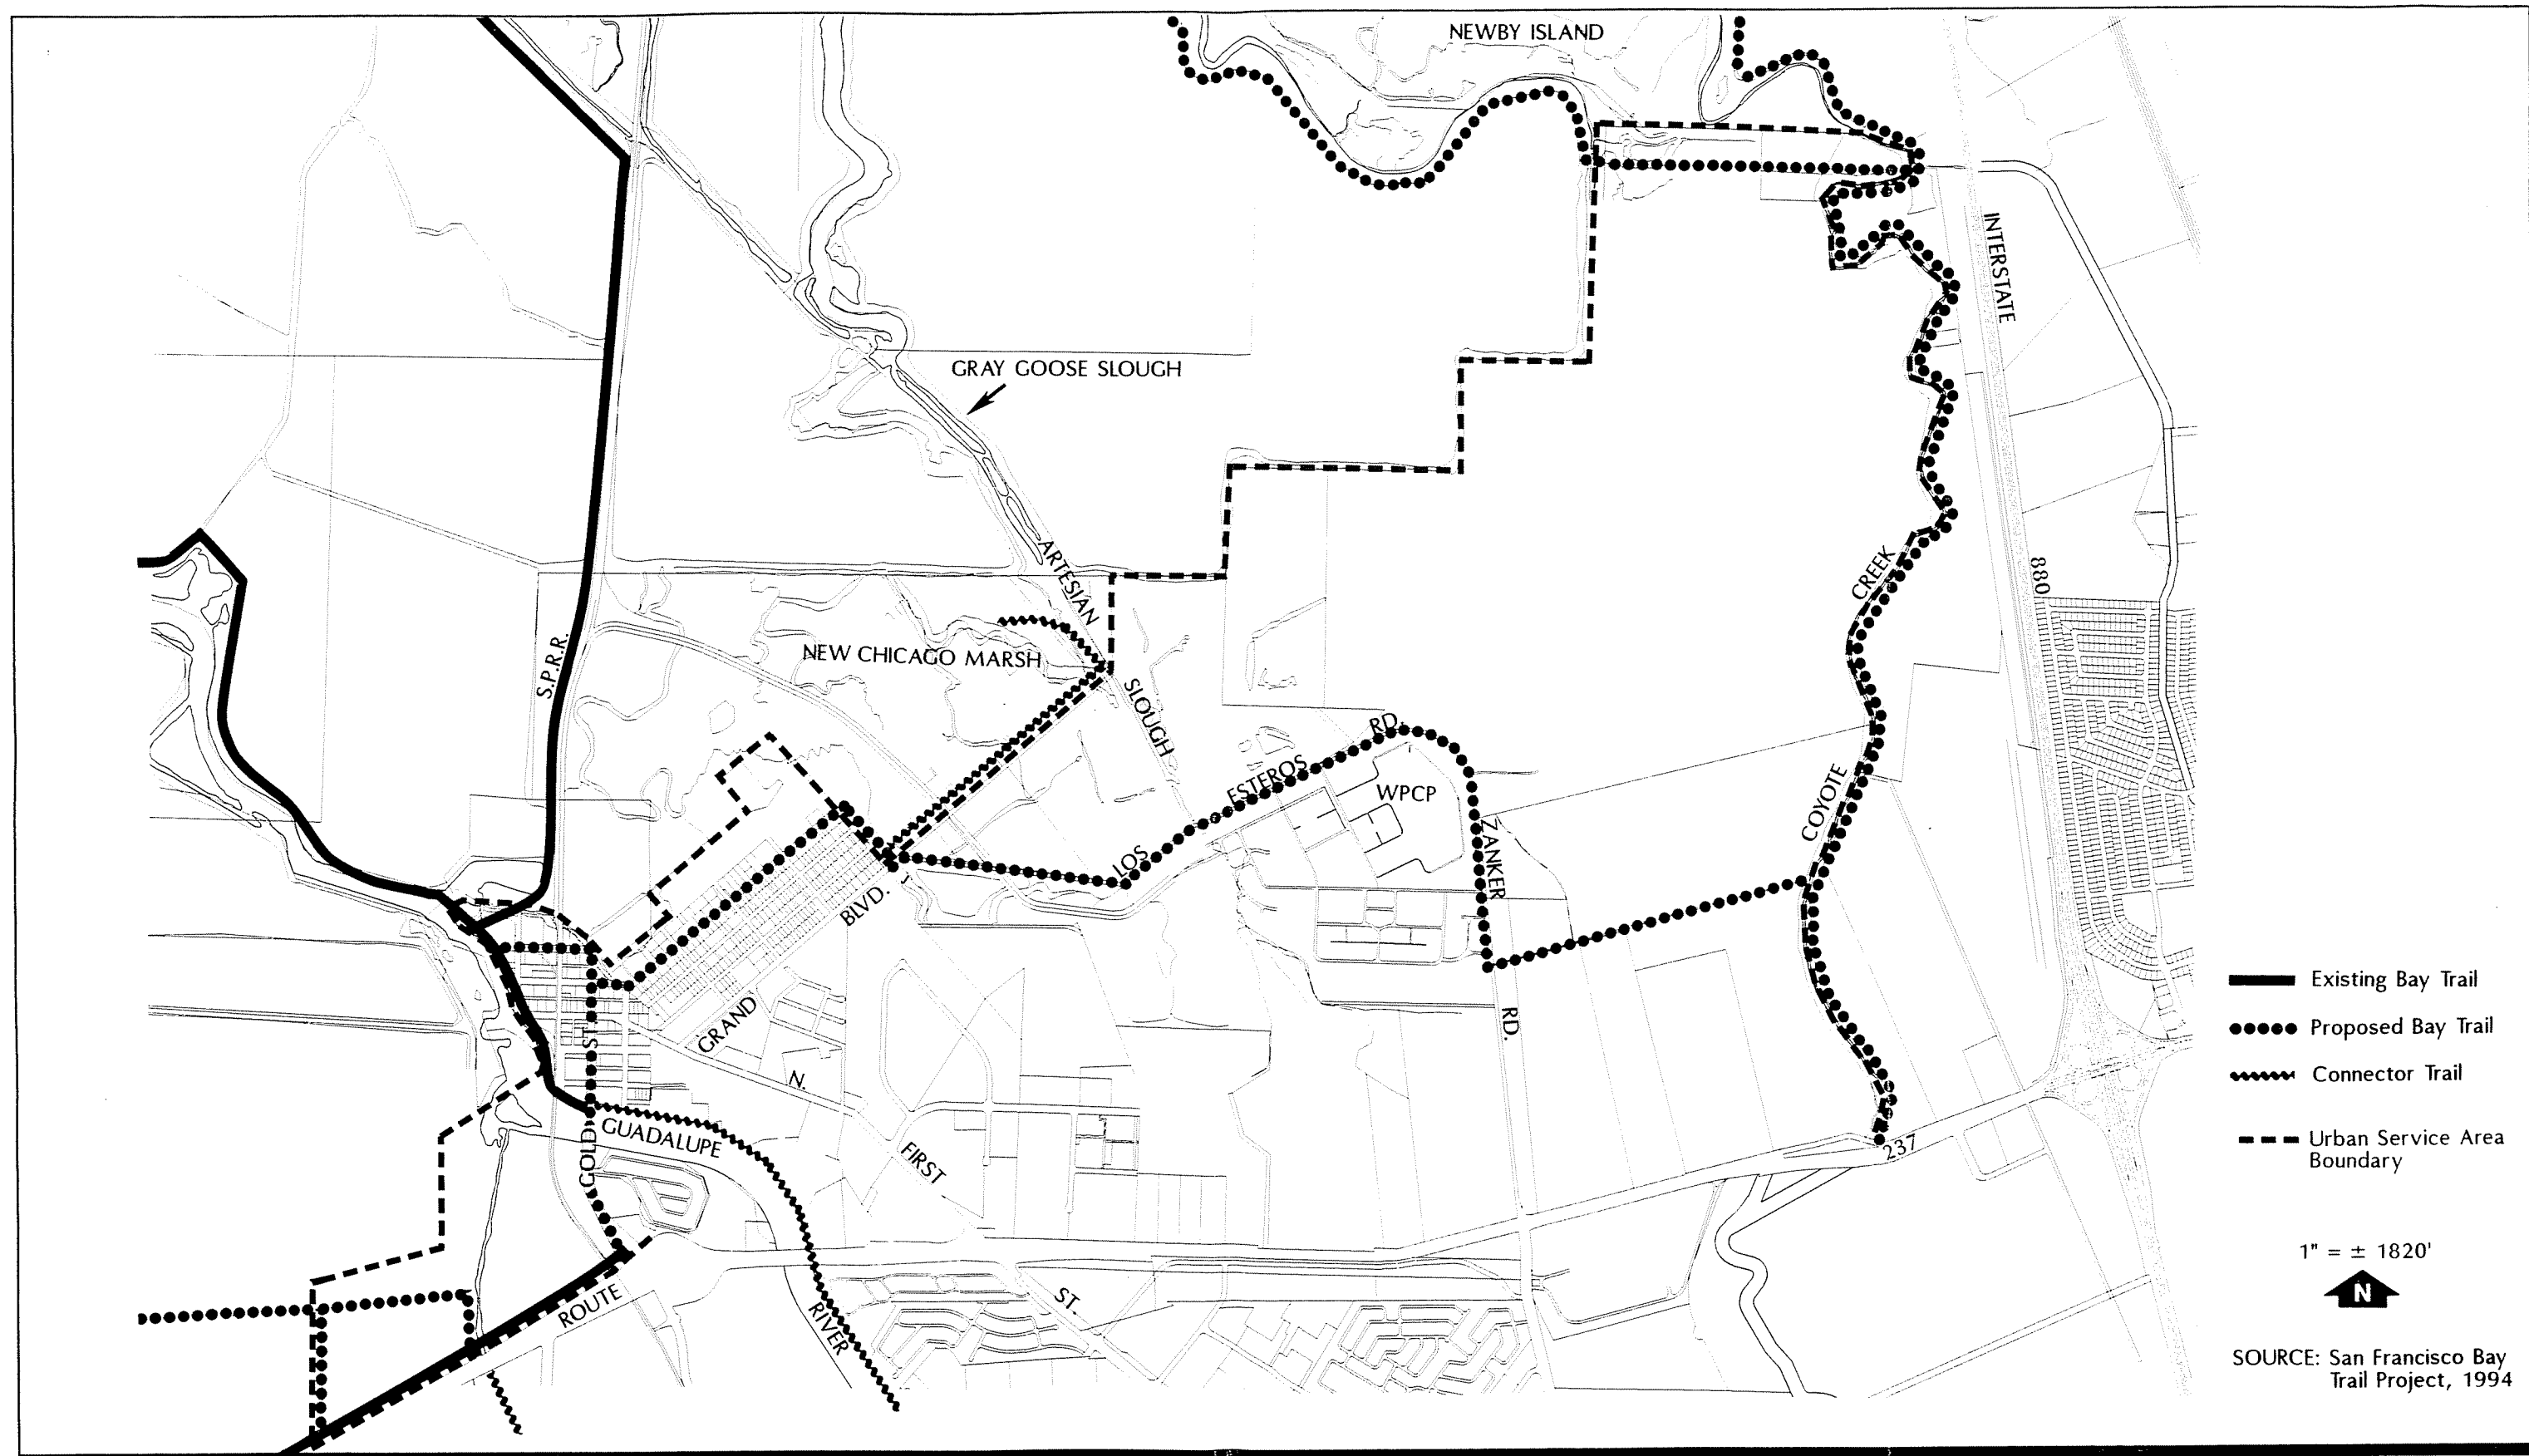 NEWBY ISLAND
INTERSTATE
GRAY GOOSE SLOUGH
ARTESIAN
CREEK
880
S.P.R.R.
NEW CHICAGO MARSH
SLOUGH
RD.
ESTEROS
WPCP
COYOTE
ZANKER
LOS
BLVD.
GRAND
ST
RD.
N.
GUADALUPE
GOLD
FIRST
237
ROUTE
ST.
RIVER
Existing Bay Trail
Proposed Bay Trail
Connector Trail
Urban Service Area
Boundary
1" = ± 1820'
N
SOURCE: San Francisco Bay
Trail Project, 1994